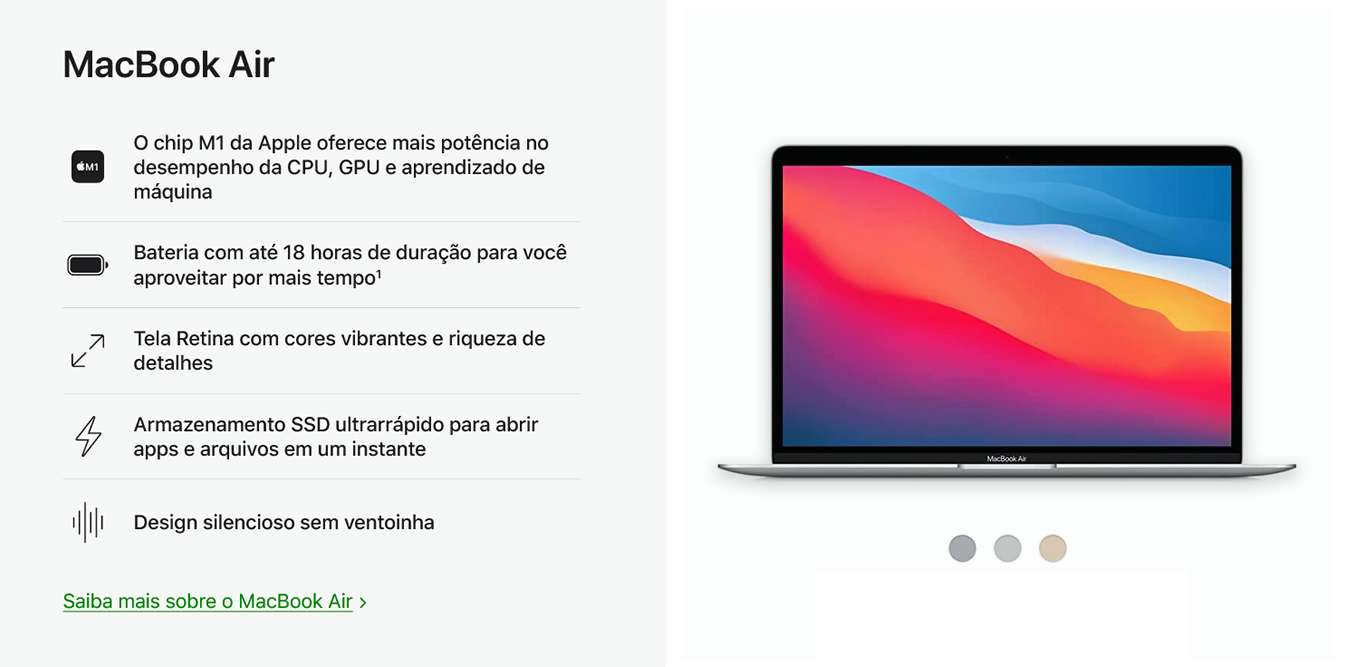 MacBook Air
M1
O chip M1 da Apple oferece mais potência no
desempenho da CPU, GPU e aprendizado de
máquina
Bateria com até 18 horas de duração para você
aproveitar por mais tempo¹
Tela Retina com cores vibrantes e riqueza de
detalhes
Armazenamento SSD ultrarrápido para abrir
apps e arquivos em um instante
Design silencioso sem ventoinha
Saiba mais sobre o MacBook Air >
MacBook Air